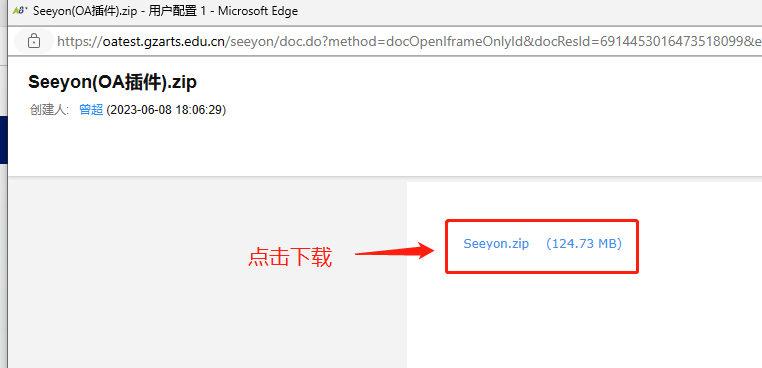 Seeyon(OA插件).zip - 用户配置 1 - Microsoft Edge
https://oatest.gzarts.edu.cn/seeyon/doc.do?method=docOpenIframeOnlyId&docResId=6914453016473518099&e
Seeyon(OA插件).zip
创建人: 曾超 (2023-06-08 18:06:29)
Seeyon.zip (124.73 MB)
点击下载